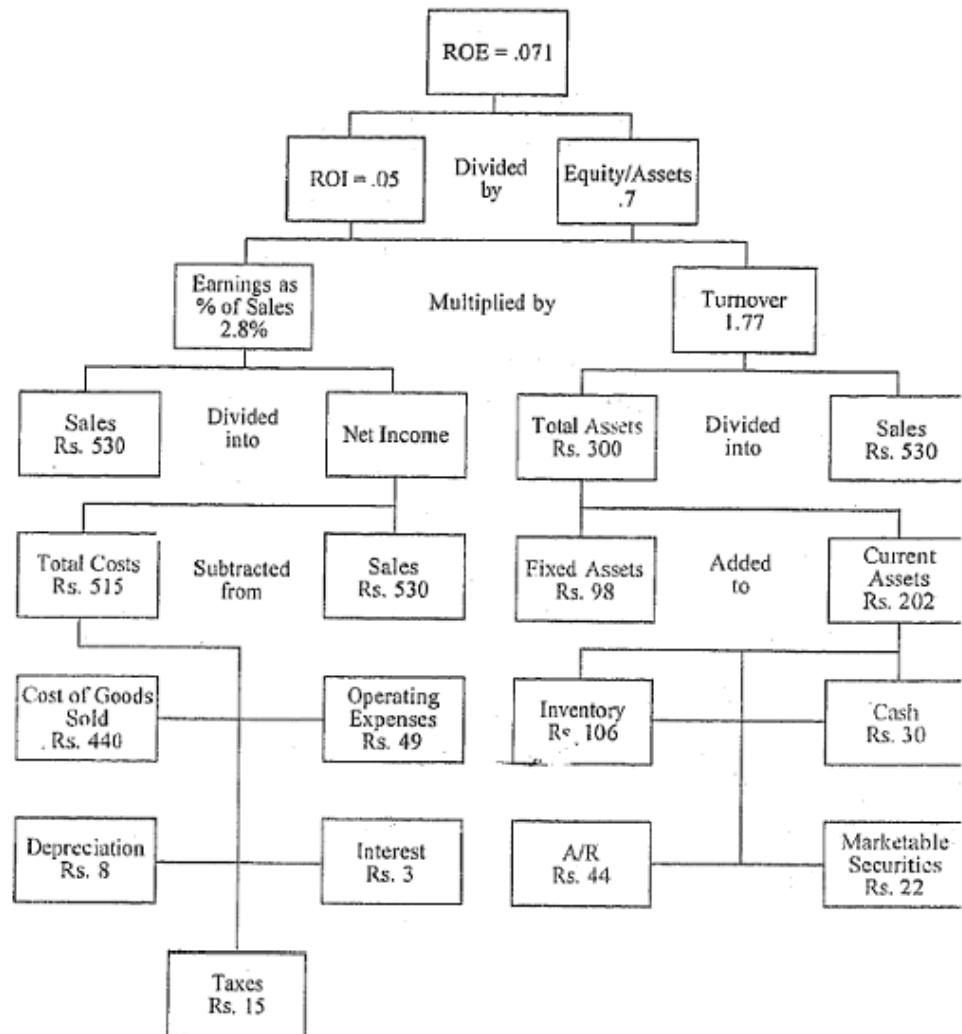 ROE = .071
ROI = .05
Divided
by
Equity/Assets
.7
Earnings as
% of Sales
2.8%
Multiplied by
Turnover
1.77
Sales
Rs. 530
Divided
into
Net Income
Total Assets
Rs. 300
Divided
into
Sales
Rs. 530
Total Costs
Rs. 515
Subtracted
from
Sales
Rs. 530
Fixed Assets
Rs. 98
Added
to
Current
Assets
Rs. 202
Cost of Goods
Sold
Rs. 440
Operating
Expenses
Rs. 49
Inventory
Rs. 106
Cash
Rs. 30
Depreciation
Rs. 8
Interest
Rs. 3
A/R
Rs. 44
Marketable
Securities
Rs. 22
Taxes
Rs. 15